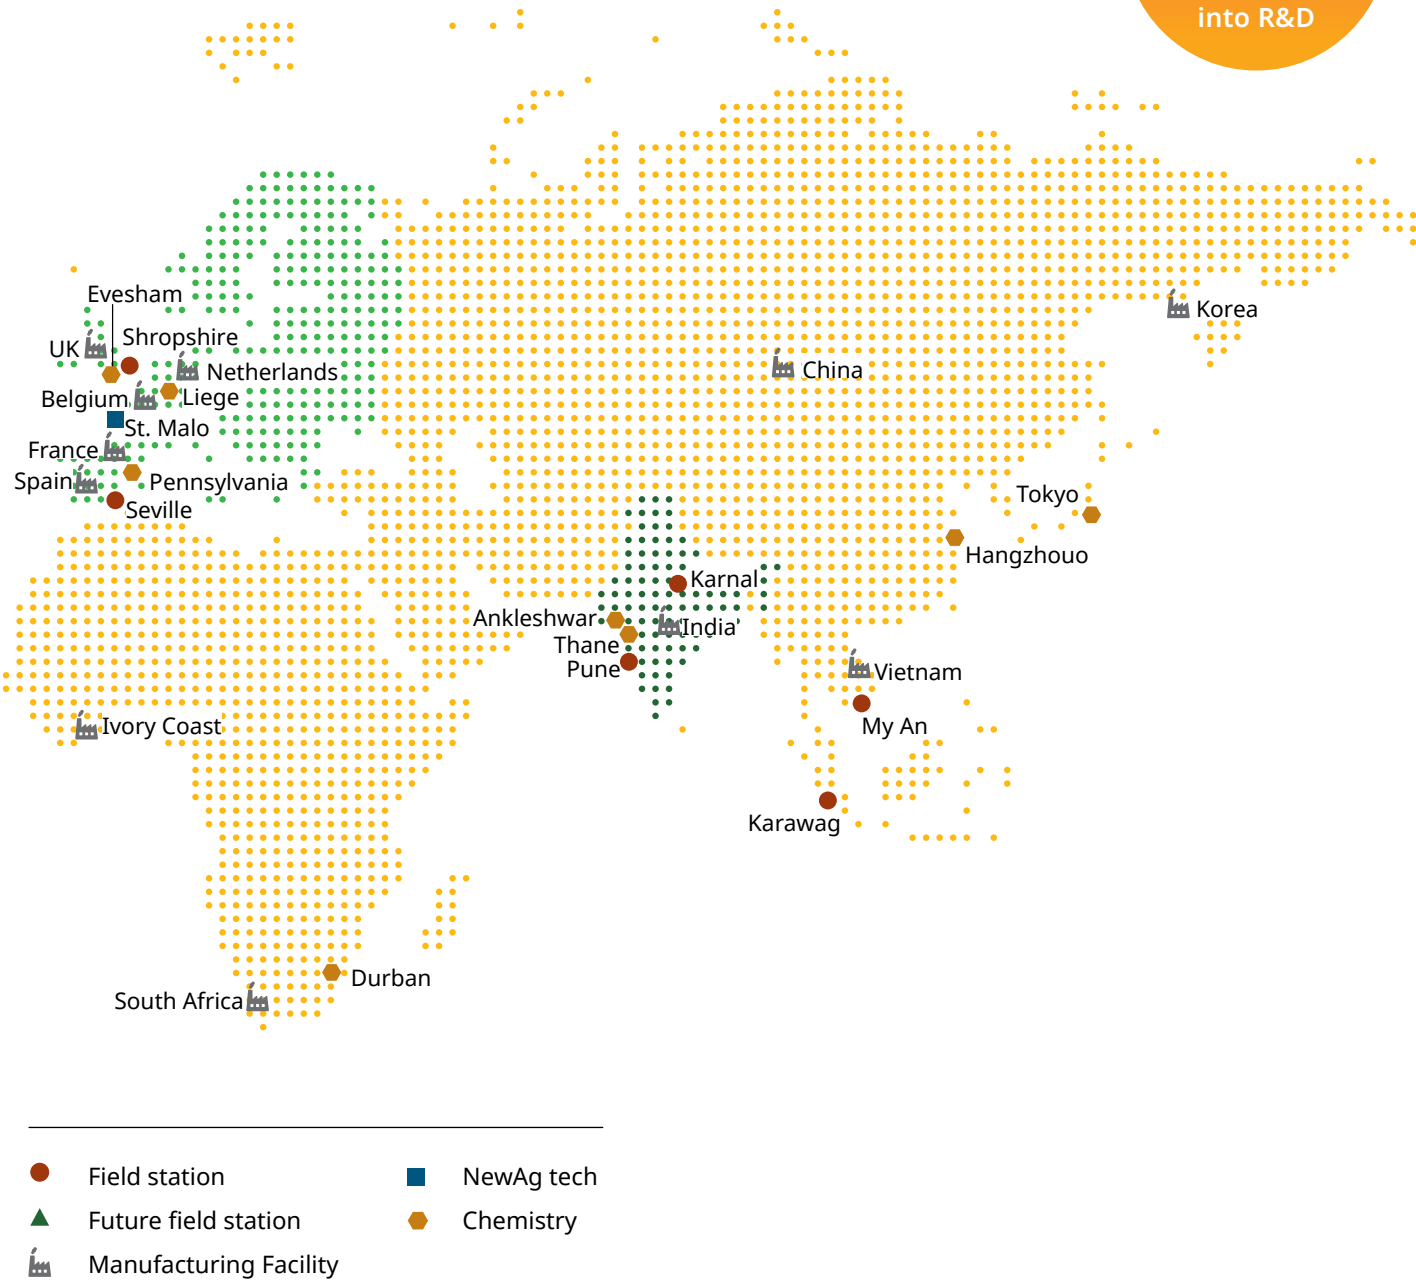 into R&D
Evesham
Korea
Shropshire
UK
China
Netherlands
Belgium
Liege
St. Malo
France
Spain
Pennsylvania
Tokyo
Seville
Hangzhouo
Karnal
Ankleshwar
India
Thane
Pune
Vietnam
Ivory Coast
My An
Karawag
Durban
South Africa
Field station
NewAg tech
Future field station
Chemistry
Manufacturing Facility